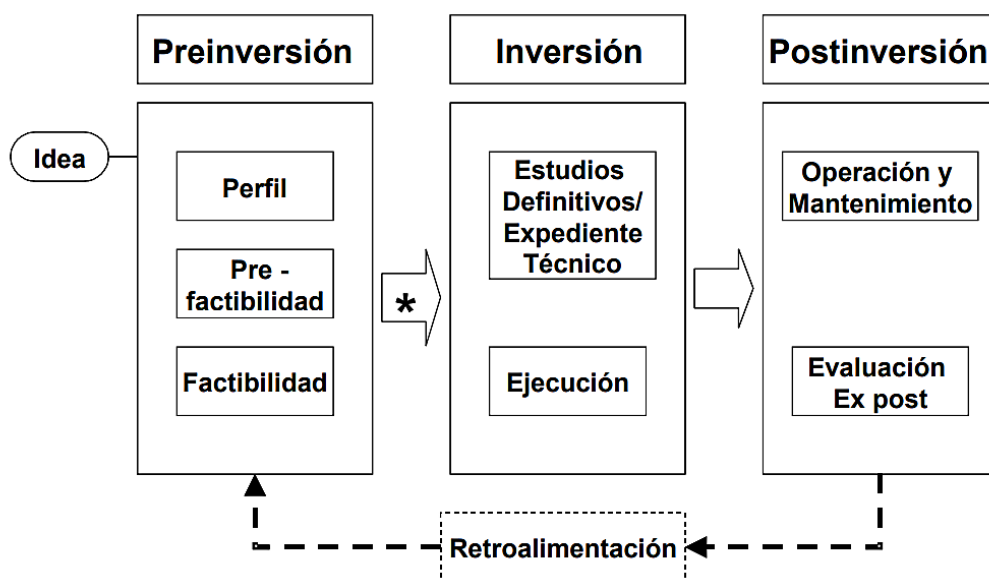 Preinversión
Inversión
Postinversión
Idea
Perfil
Pre -
factibilidad
Factibilidad
*
Estudios
Definitivos/
Expediente
Técnico
Ejecución
Operación y
Mantenimiento
Evaluación
Ex post
Retroalimentación